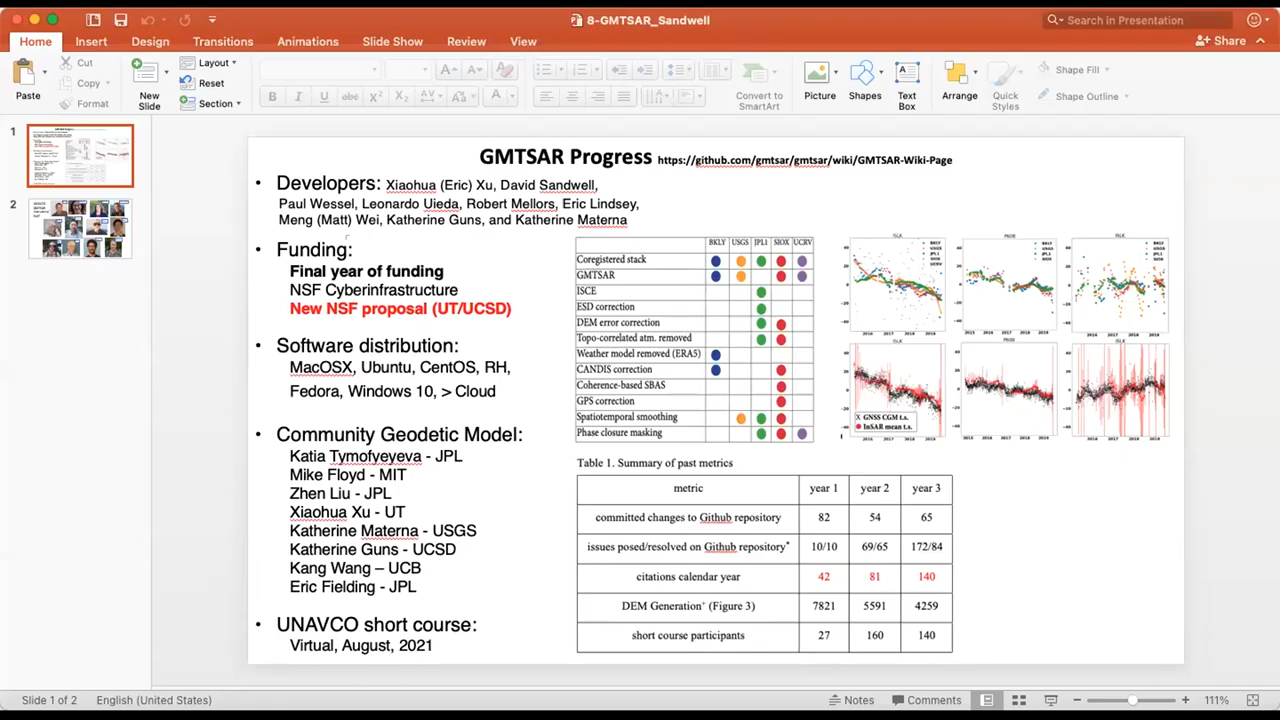 8-GMTSAR_Sandwell
Search in Presentation
Home Insert Design Transitions Animations Slide Show Review View
Share
Paste
Cut
Copy
Format
New Slide
Layout
Reset
Section
Convert to SmartArt
Picture
Shapes
Text Box
Arrange
Quick Styles
Shape Fill
Shape Outline
1
2
GMTSAR Progress https://github.com/gmtsar/gmtsar/wiki/GMTSAR-Wiki-Page
• Developers: Xiaohua (Eric) Xu, David Sandwell,
Paul Wessel, Leonardo Uieda, Robert Mellors, Eric Lindsey,
Meng (Matt) Wei, Katherine Guns, and Katherine Materna
• Funding:
Final year of funding
NSF Cyberinfrastructure
New NSF proposal (UT/UCSD)
• Software distribution:
MacOSX, Ubuntu, CentOS, RH,
Fedora, Windows 10, > Cloud
• Community Geodetic Model:
Katia Tymofyeyeva - JPL
Mike Floyd - MIT
Zhen Liu - JPL
Xiaohua Xu - UT
Katherine Materna - USGS
Katherine Guns - UCSD
Kang Wang – UCB
Eric Fielding - JPL
• UNAVCO short course:
Virtual, August, 2021
BKLY USGS JPL1 SIOX UCRV
Coregistered stack
GMTSAR
ISCE
ESD correction
DEM error correction
Topo-correlated atm. removed
Weather model removed (ERA5)
CANDIS correction
Coherence-based SBAS
GPS correction
Spatiotemporal smoothing
Phase closure masking
GNSS CGM t.s.
InSAR mean t.s.
Table 1. Summary of past metrics
metric year 1 year 2 year 3
committed changes to Github repository 82 54 65
issues posed/resolved on Github repository* 10/10 69/65 172/84
citations calendar year 42 81 140
DEM Generation+ (Figure 3) 7821 5591 4259
short course participants 27 160 140
Slide 1 of 2 English (United States)
Notes Comments 111%